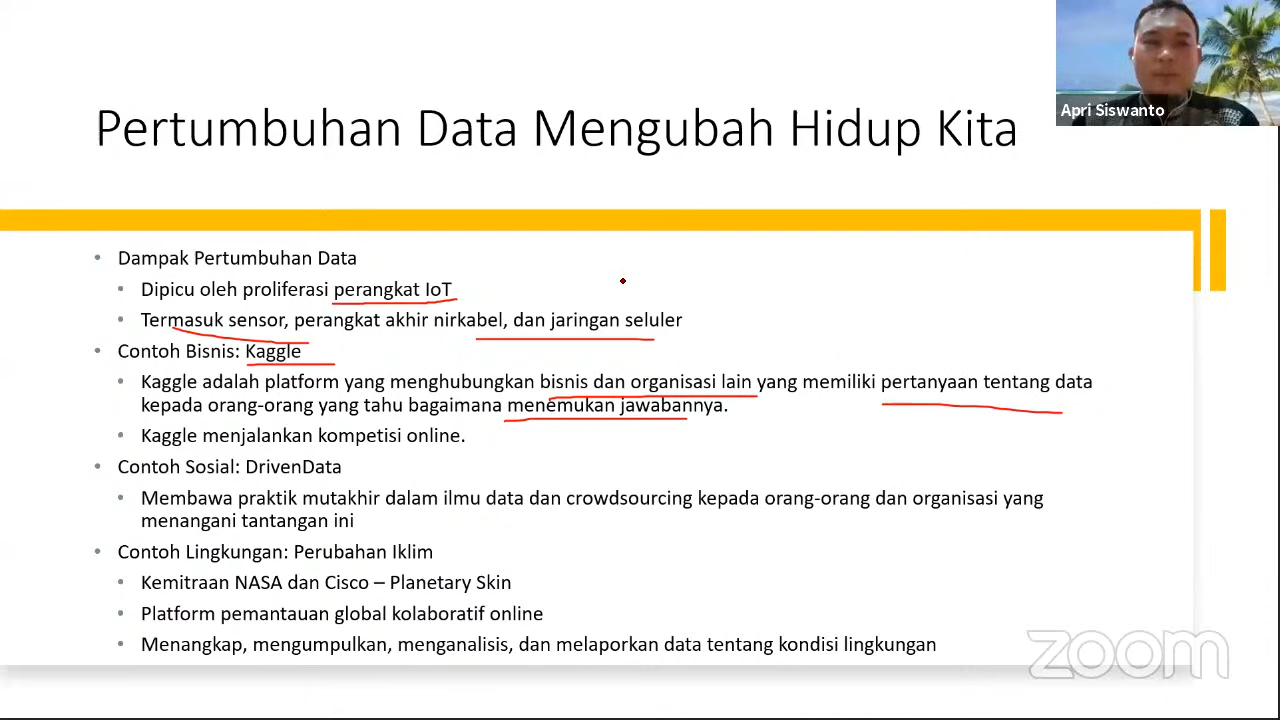 Apri Siswanto
Pertumbuhan Data Mengubah Hidup Kita
• Dampak Pertumbuhan Data
• Dipicu oleh proliferasi perangkat IoT
• Termasuk sensor, perangkat akhir nirkabel, dan jaringan seluler
• Contoh Bisnis: Kaggle
• Kaggle adalah platform yang menghubungkan bisnis dan organisasi lain yang memiliki pertanyaan tentang data
kepada orang-orang yang tahu bagaimana menemukan jawabannya.
• Kaggle menjalankan kompetisi online.
• Contoh Sosial: DrivenData
• Membawa praktik mutakhir dalam ilmu data dan crowdsourcing kepada orang-orang dan organisasi yang
menangani tantangan ini
• Contoh Lingkungan: Perubahan Iklim
• Kemitraan NASA dan Cisco – Planetary Skin
• Platform pemantauan global kolaboratif online
• Menangkap, mengumpulkan, menganalisis, dan melaporkan data tentang kondisi lingkungan
zoom